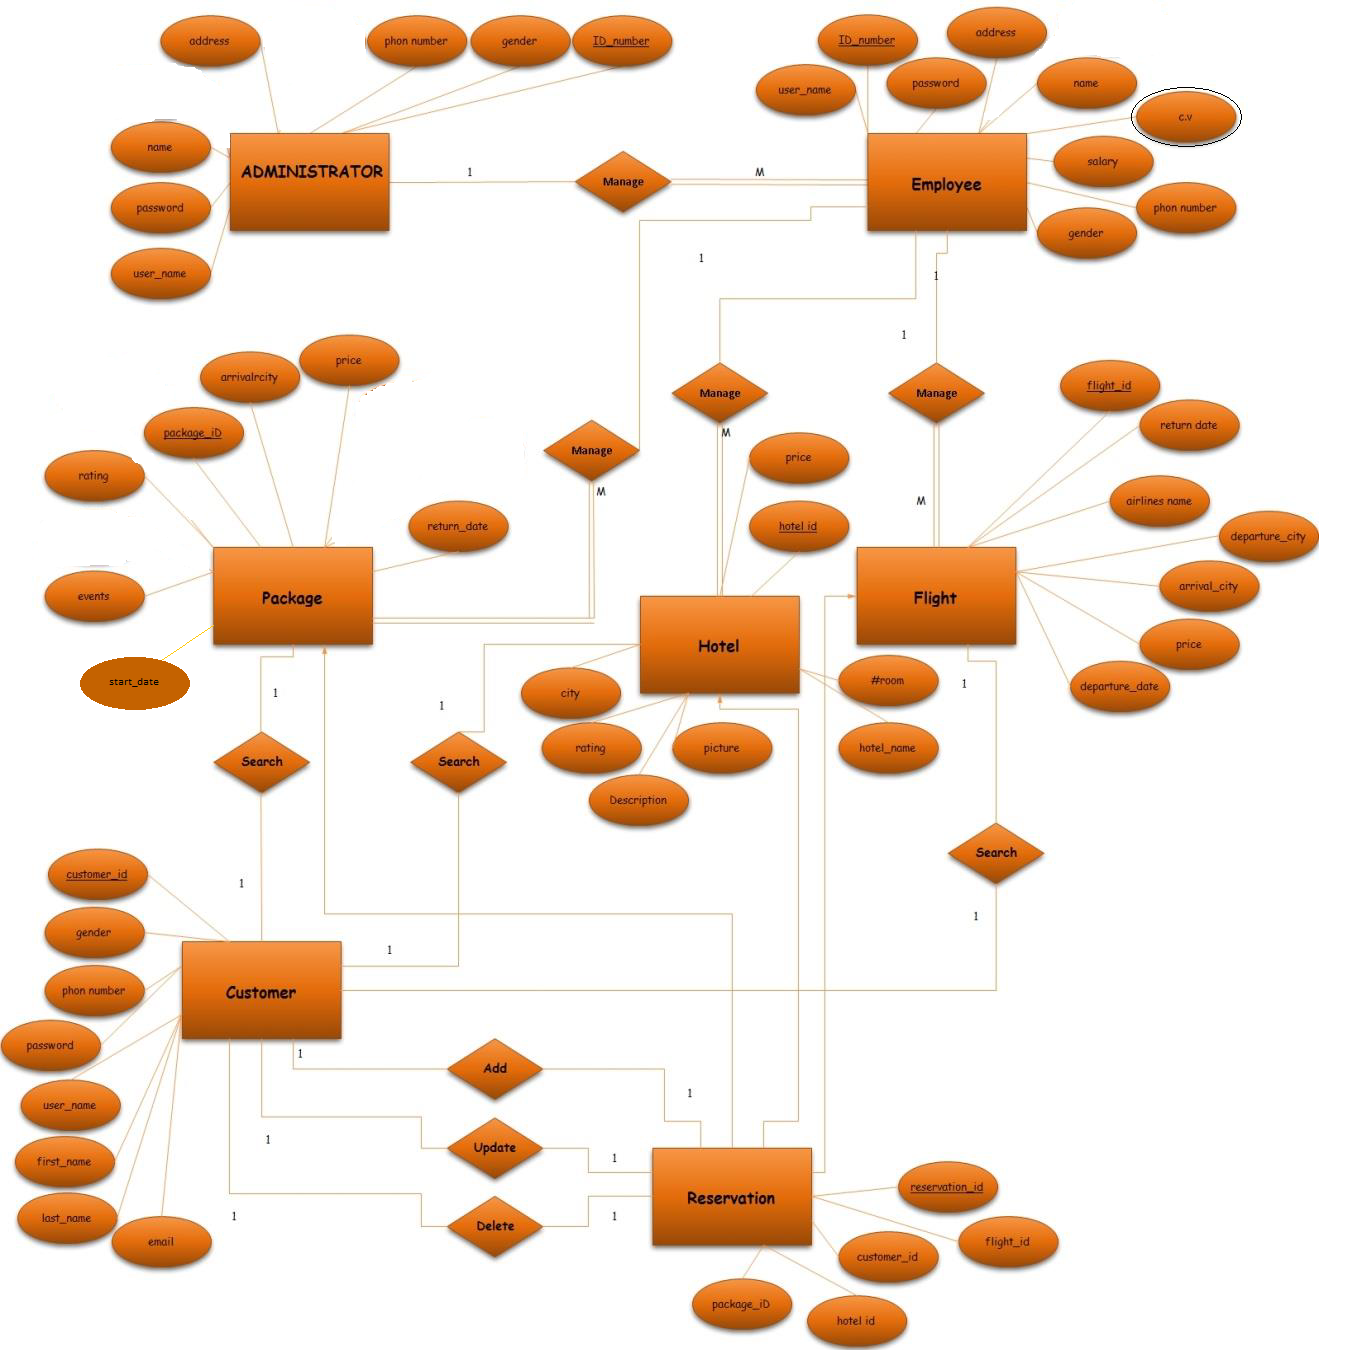 address
phon number
gender
ID_number
name
password
user_name
ADMINISTRATOR
1
Manage
M
ID_number
address
user_name
password
name
c.v
salary
phon number
gender
Employee
1
1
1
Manage
M
Manage
M
Manage
M
price
arrivalrcity
package_iD
rating
return_date
events
start_date
Package
price
hotel id
Hotel
city
rating
Description
picture
#room
hotel_name
flight_id
return date
airlines name
departure_city
arrival_city
price
departure_date
Flight
1
Search
1
1
Search
1
1
Search
1
customer_id
gender
phon number
password
user_name
first_name
last_name
email
Customer
1
Add
1
1
Update
1
1
Delete
1
Reservation
reservation_id
flight_id
customer_id
package_iD
hotel id